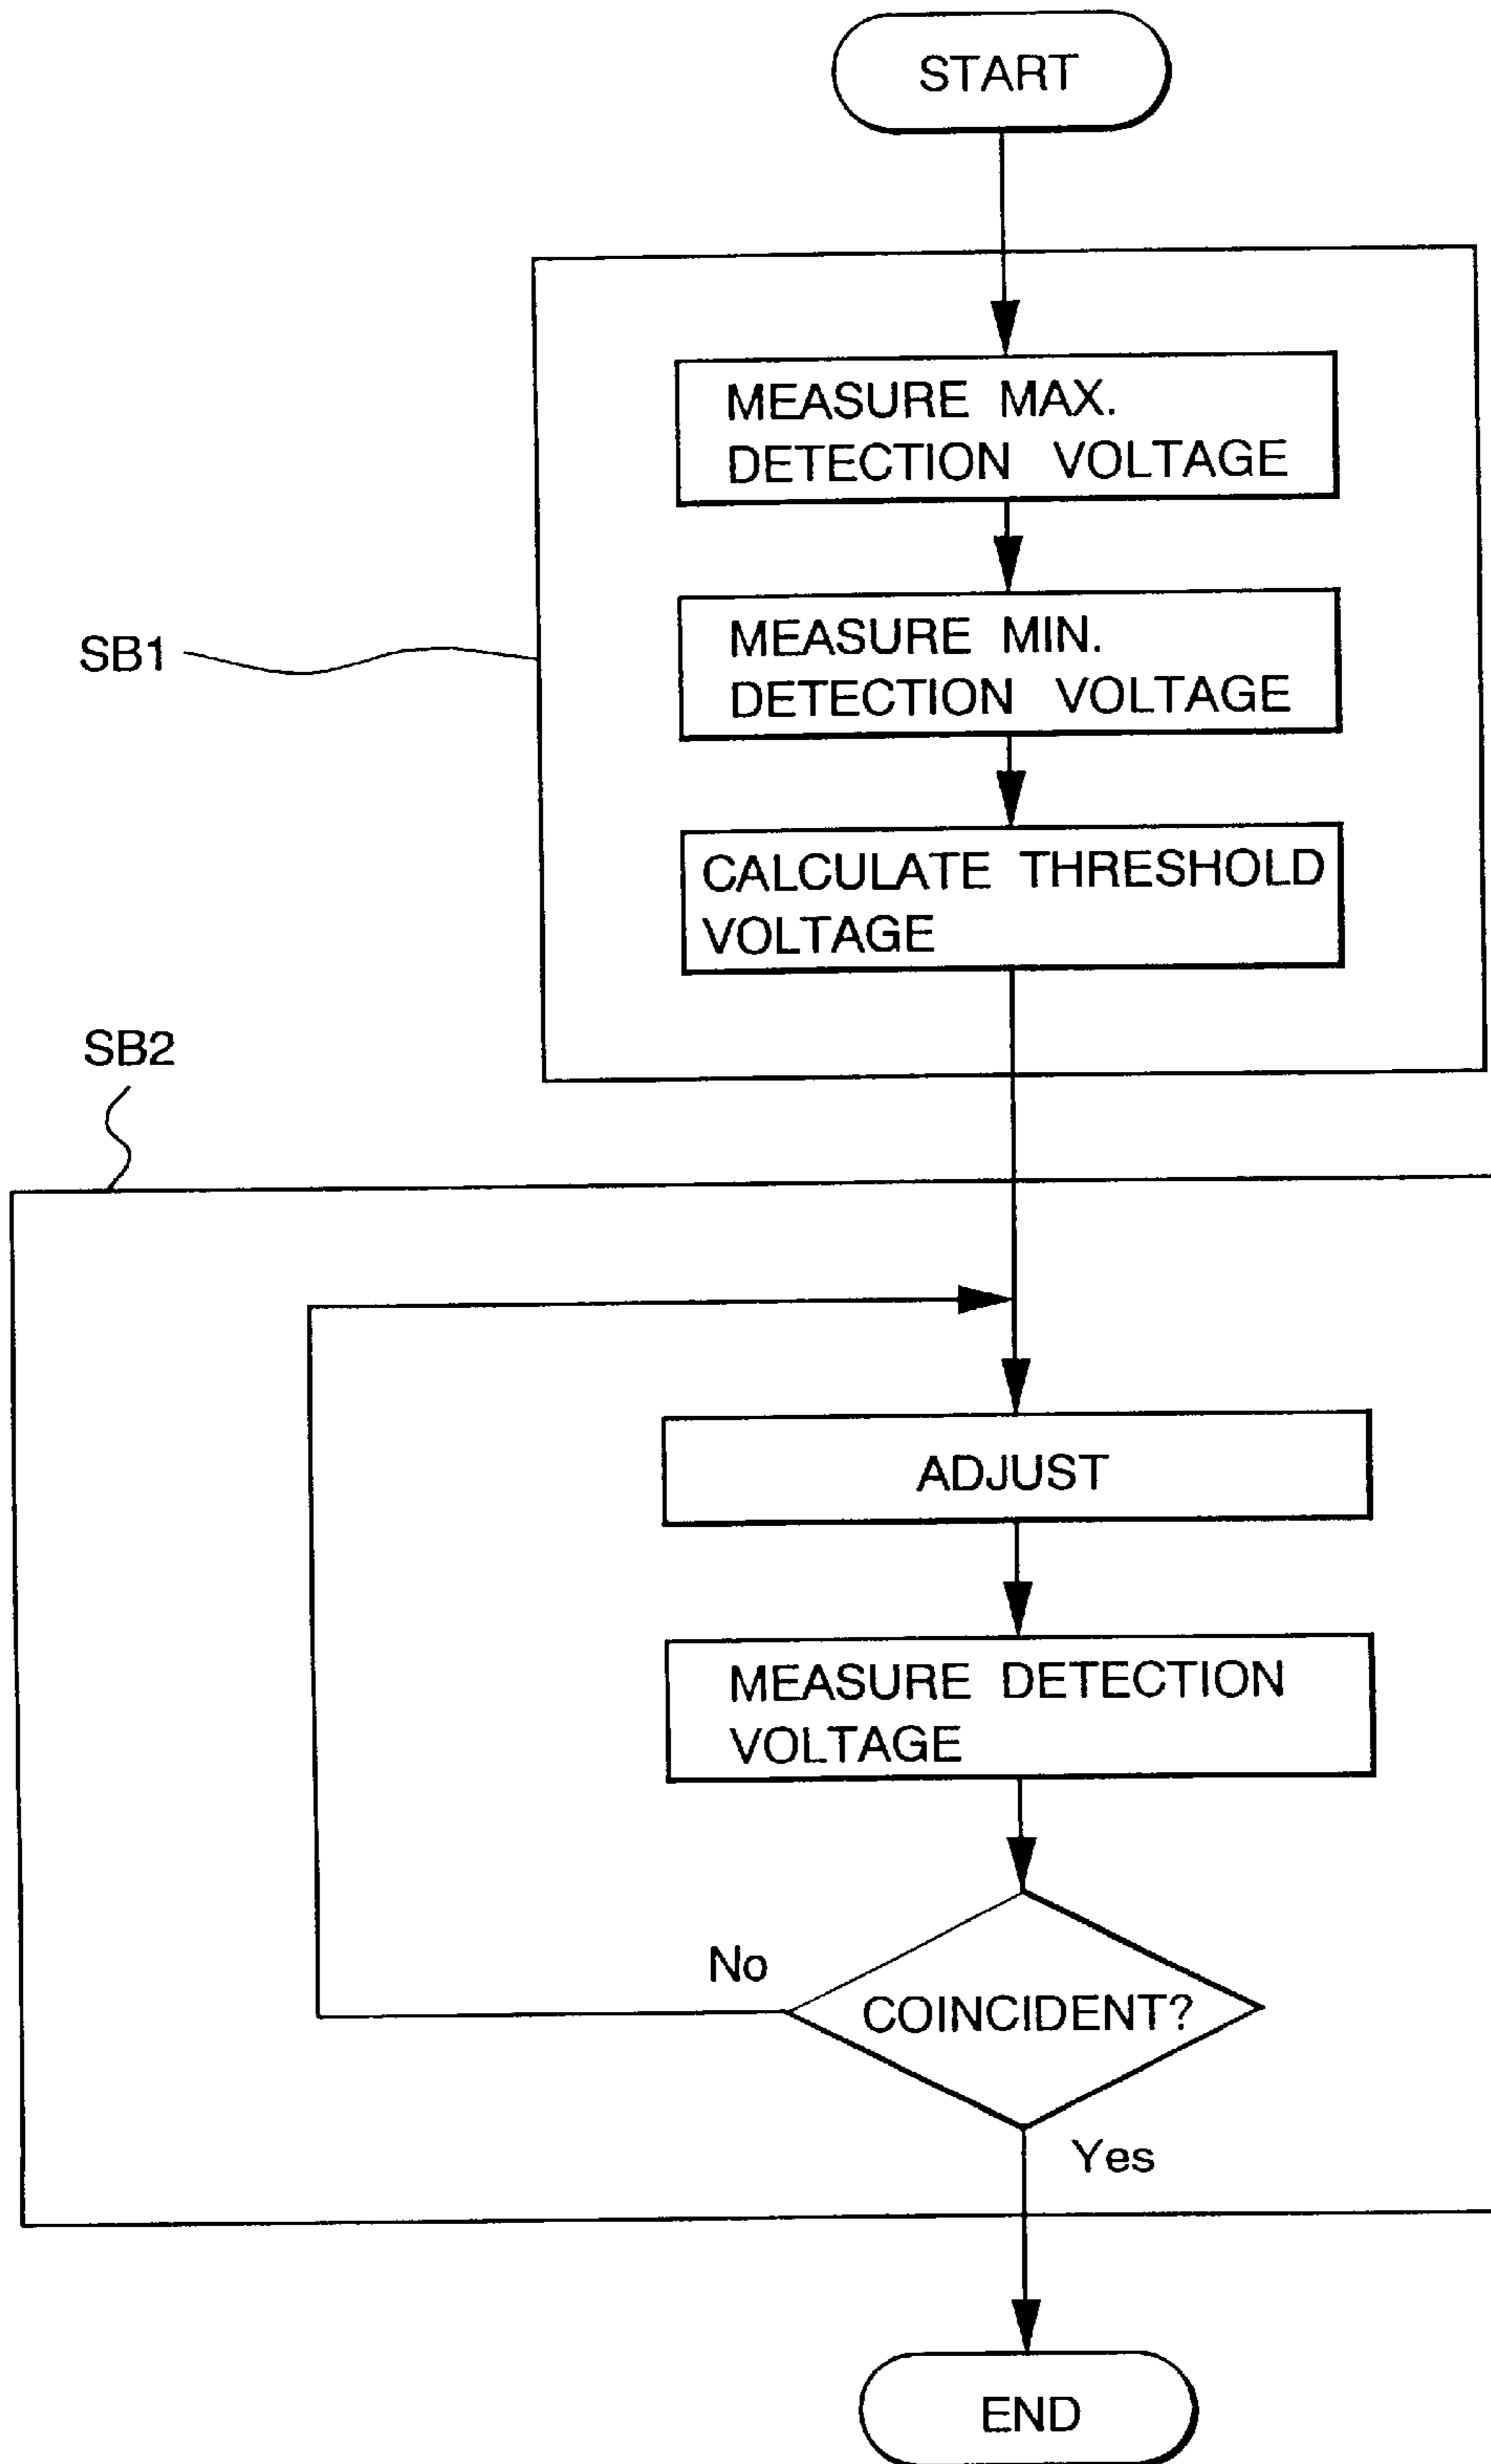 START
MEASURE MAX.
DETECTION VOLTAGE
SB1
MEASURE MIN.
DETECTION VOLTAGE
CALCULATE THRESHOLD
VOLTAGE
SB2
ADJUST
MEASURE DETECTION
VOLTAGE
No
COINCIDENT?
Yes
END